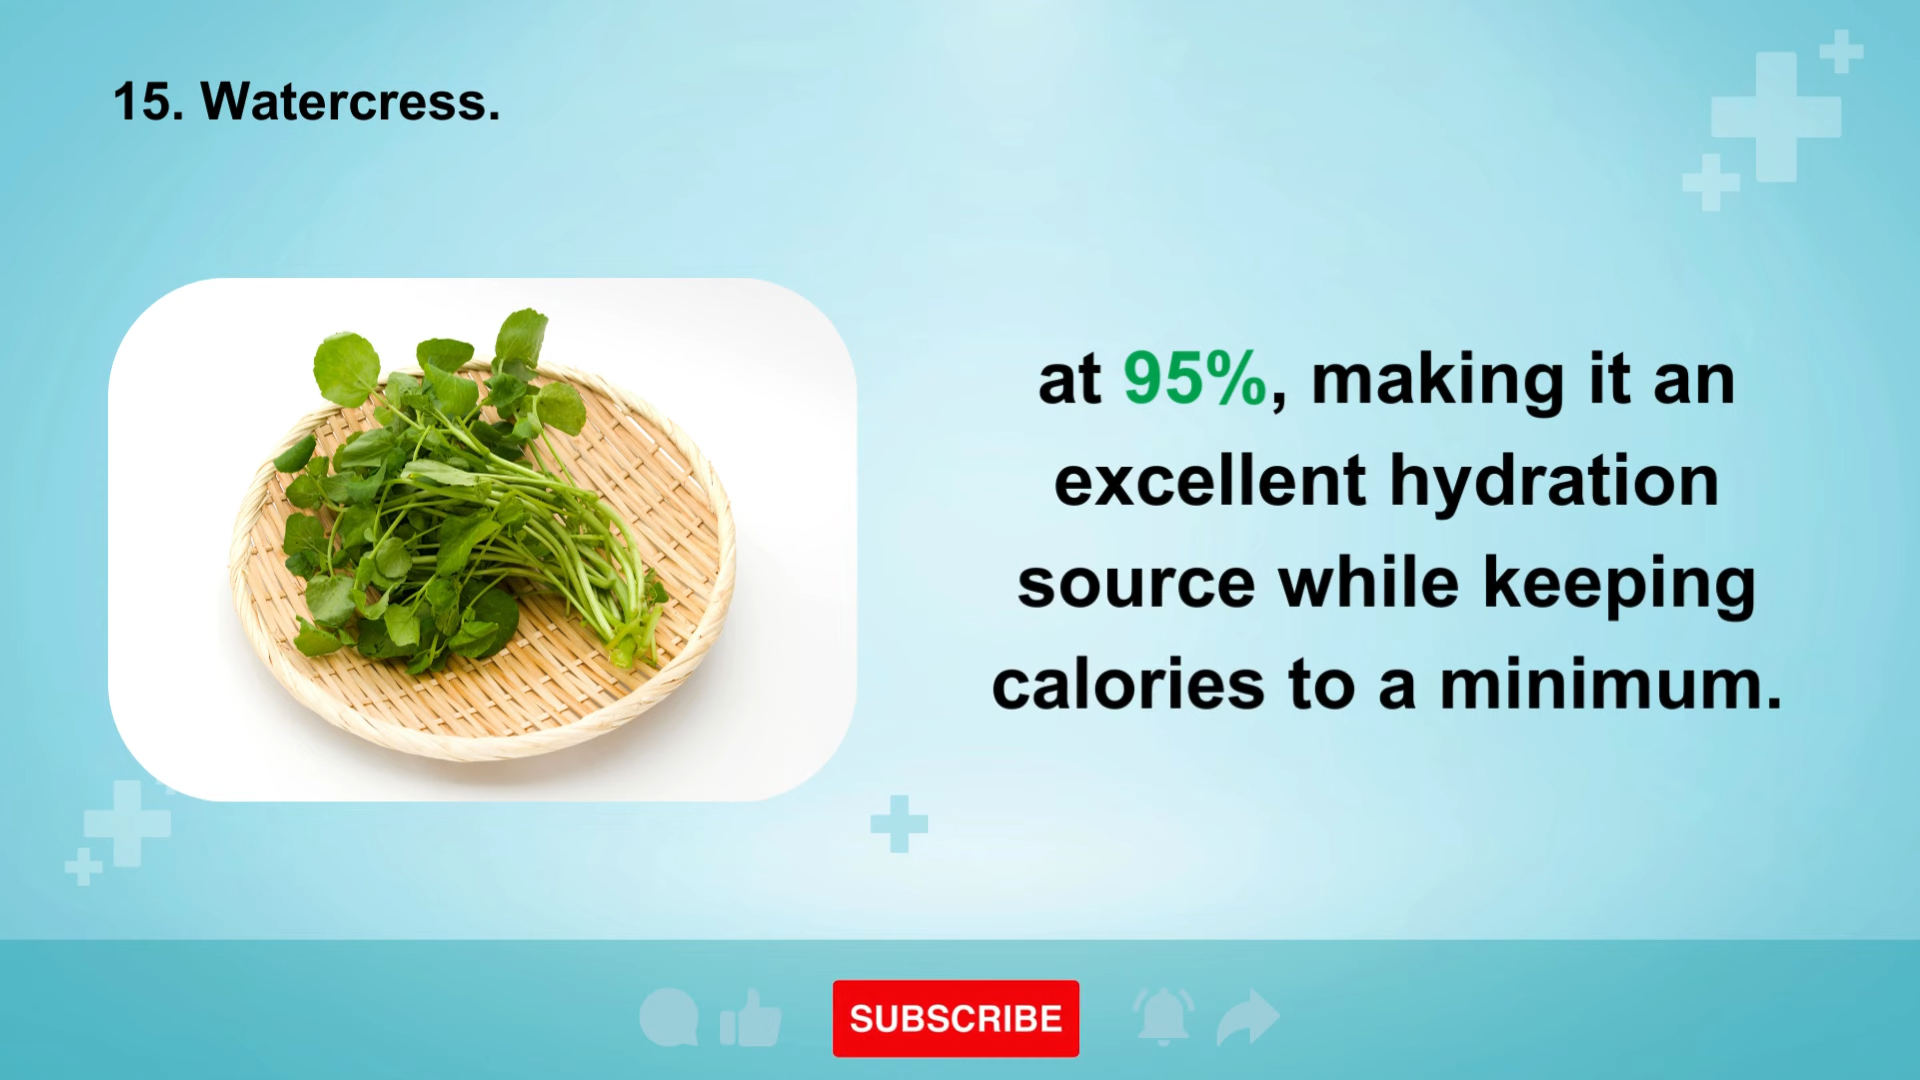 15. Watercress.
at 95%, making it an
excellent hydration
source while keeping
calories to a minimum.
SUBSCRIBE